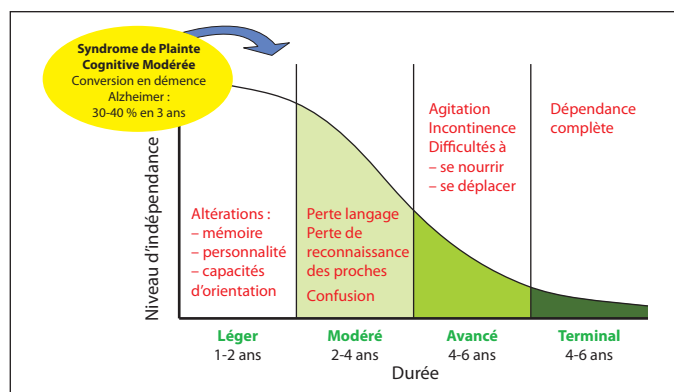 Syndrome de Plainte
Cognitive Modérée
Conversion en démence
Alzheimer :
30-40 % en 3 ans
Niveau d'indépendance
Altérations :
– mémoire
– personnalité
– capacités
d'orientation
Perte langage
Perte de
reconnaissance
des proches
Confusion
Agitation
Incontinence
Difficultés à
– se nourrir
– se déplacer
Dépendance
complète
Léger
1-2 ans
Modéré
2-4 ans
Avancé
4-6 ans
Terminal
4-6 ans
Durée